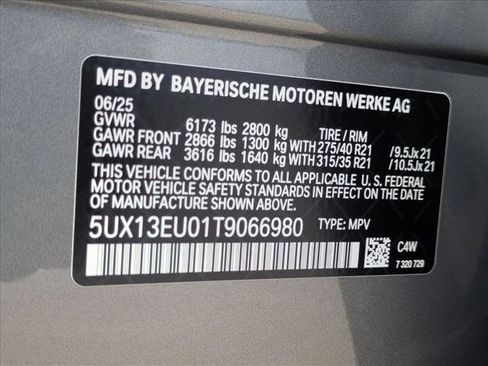 MFD BY BAYERISCHE MOTOREN WERKE AG
06/25
GVWR 6173 lbs 2800 kg TIRE / RIM
GAWR FRONT 2866 lbs 1300 kg WITH 275/40 R21 /9.5Jx21
GAWR REAR 3616 lbs 1640 kg WITH 315/35 R21 /10.5Jx21
THIS VEHICLE CONFORMS TO ALL APPLICABLE U.S. FEDERAL
MOTOR VEHICLE SAFETY STANDARDS
IN EFFECT ON THE DATE OF MANUFACTURE SHOWN ABOVE.
5UX13EU01T9066980 TYPE: MPV
C4W
7 320 729